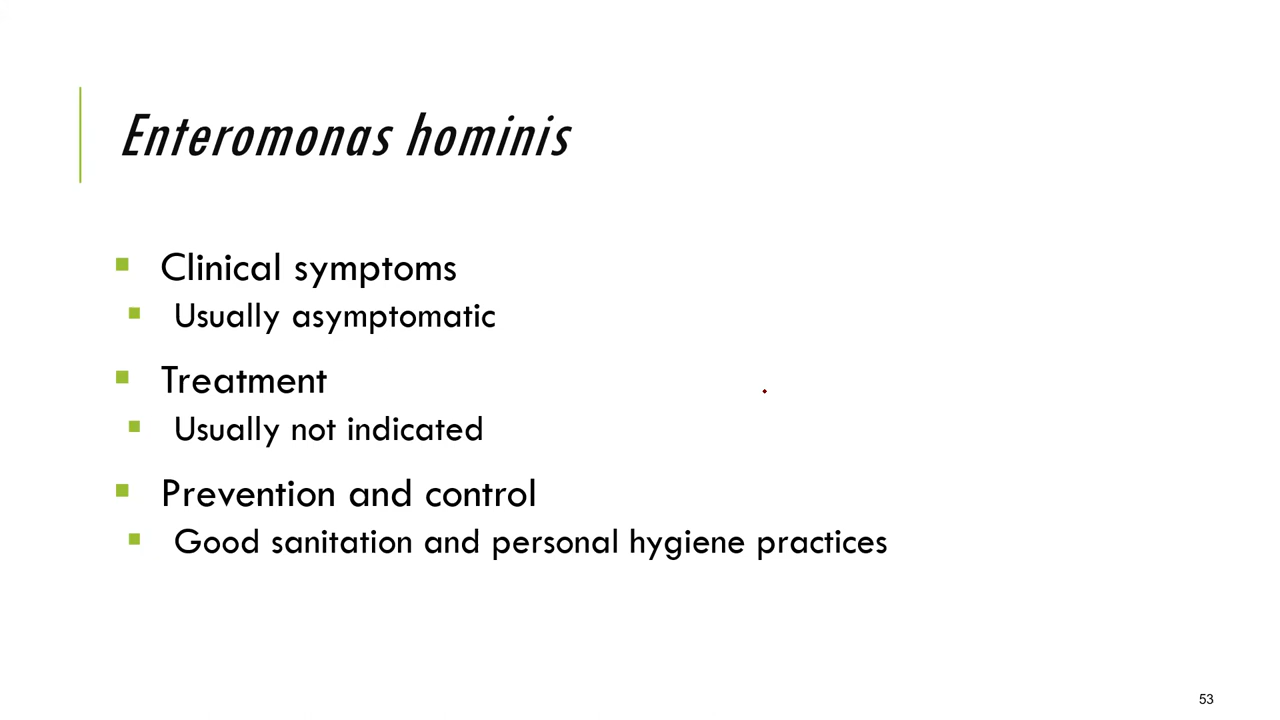 Enteromonas hominis
Clinical symptoms
Usually asymptomatic
Treatment
Usually not indicated
Prevention and control
Good sanitation and personal hygiene practices
53